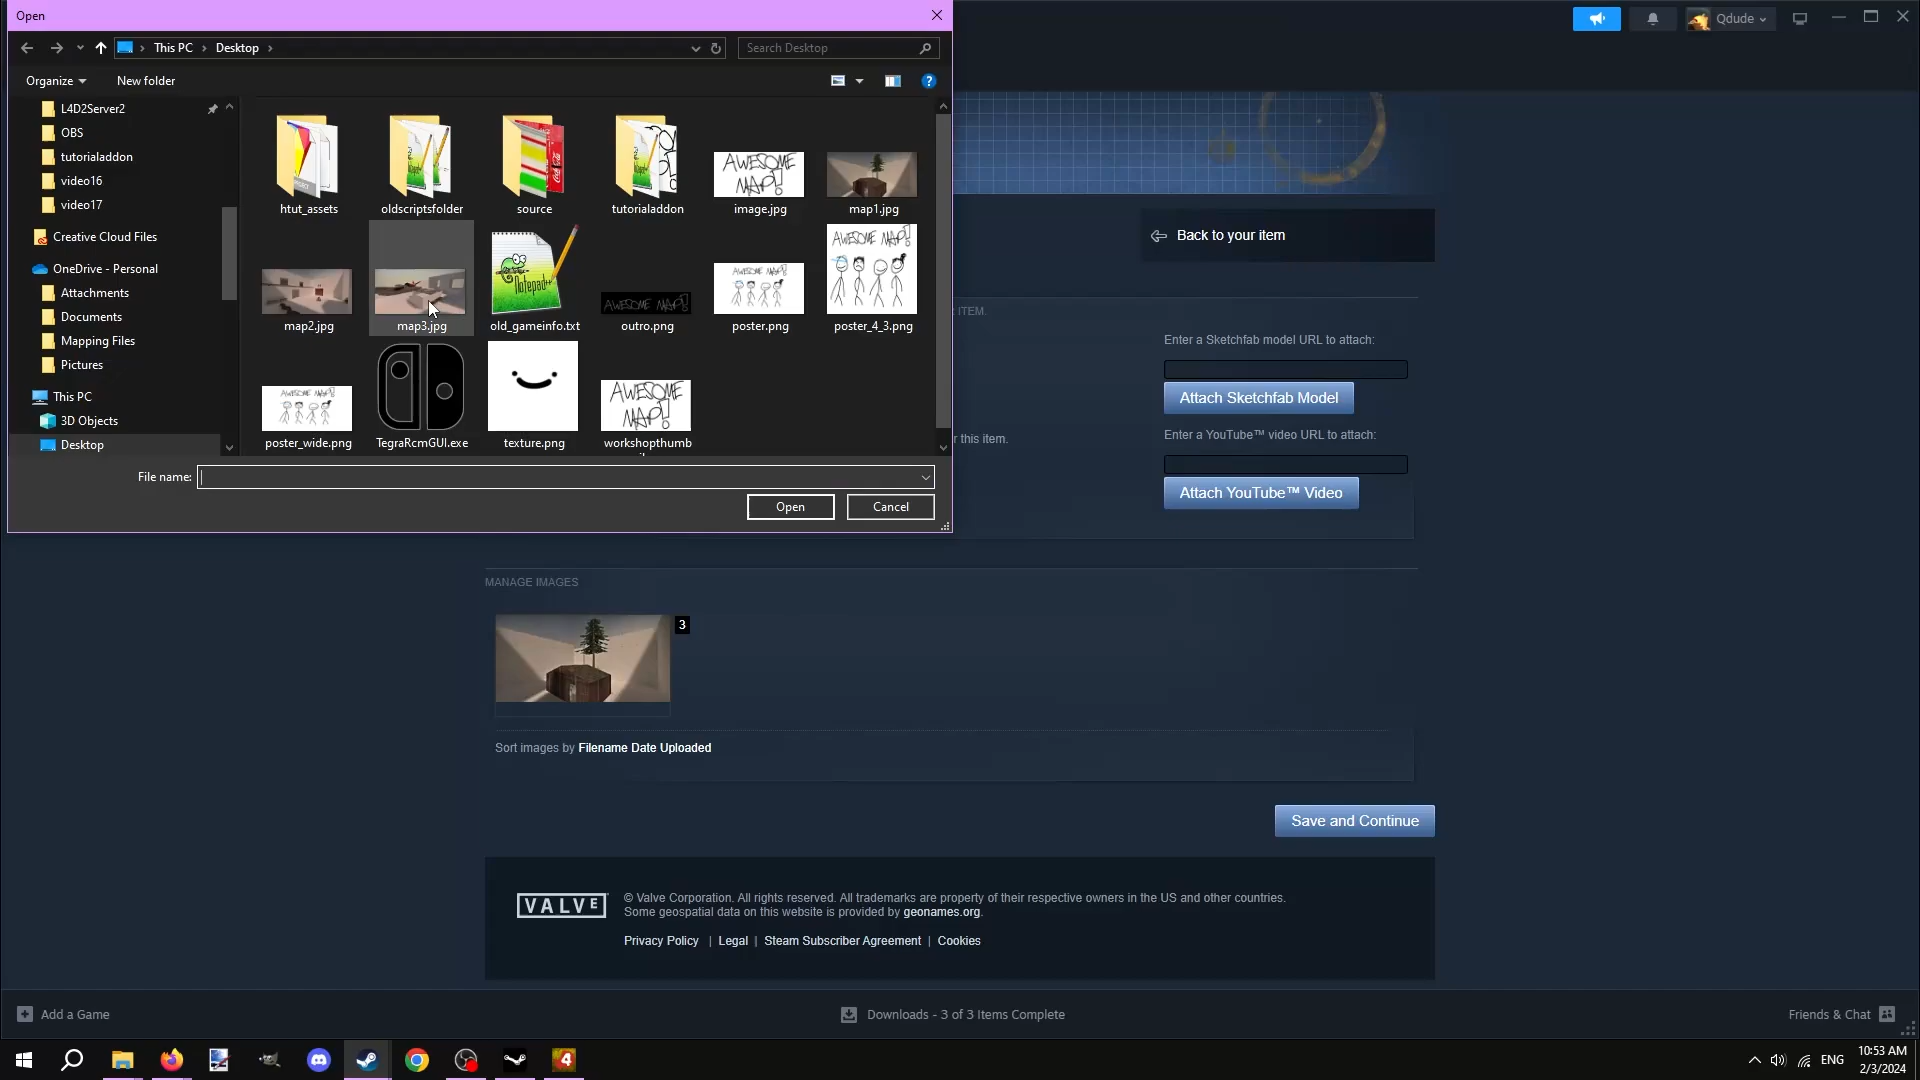 Open
Qdude
This PC
Desktop
Search Desktop
Organize
New folder
L4D2Server2
OBS
tutorialaddon
video16
video17
Creative Cloud Files
OneDrive - Personal
Attachments
Documents
Mapping Files
Pictures
This PC
3D Objects
Desktop
htut_assets
oldscriptsfolder
source
tutorialaddon
AWESOME
MAP!
image.jpg
map1.jpg
map2.jpg
map3.jpg
Notepad++
old_gameinfo.txt
AWESOME MAP!
outro.png
AWESOME MAP!
poster.png
AWESOME MAP!
poster_4_3.png
AWESOME MAP!
poster_wide.png
TegraRcmGUI.exe
texture.png
AWESOME
MAP!
workshopthumb
File name:
Open
Cancel
Back to your item
ITEM
Enter a Sketchfab model URL to attach:
Attach Sketchfab Model
Enter a YouTube™ video URL to attach:
r this item.
Attach YouTube™ Video
MANAGE IMAGES
3
Sort images by Filename Date Uploaded
Save and Continue
VALVE
© Valve Corporation. All rights reserved. All trademarks are property of their respective owners in the US and other countries.
Some geospatial data on this website is provided by geonames.org.
Privacy Policy | Legal | Steam Subscriber Agreement | Cookies
Add a Game
Downloads - 3 of 3 Items Complete
Friends & Chat
4
ENG
10:53 AM
2/3/2024